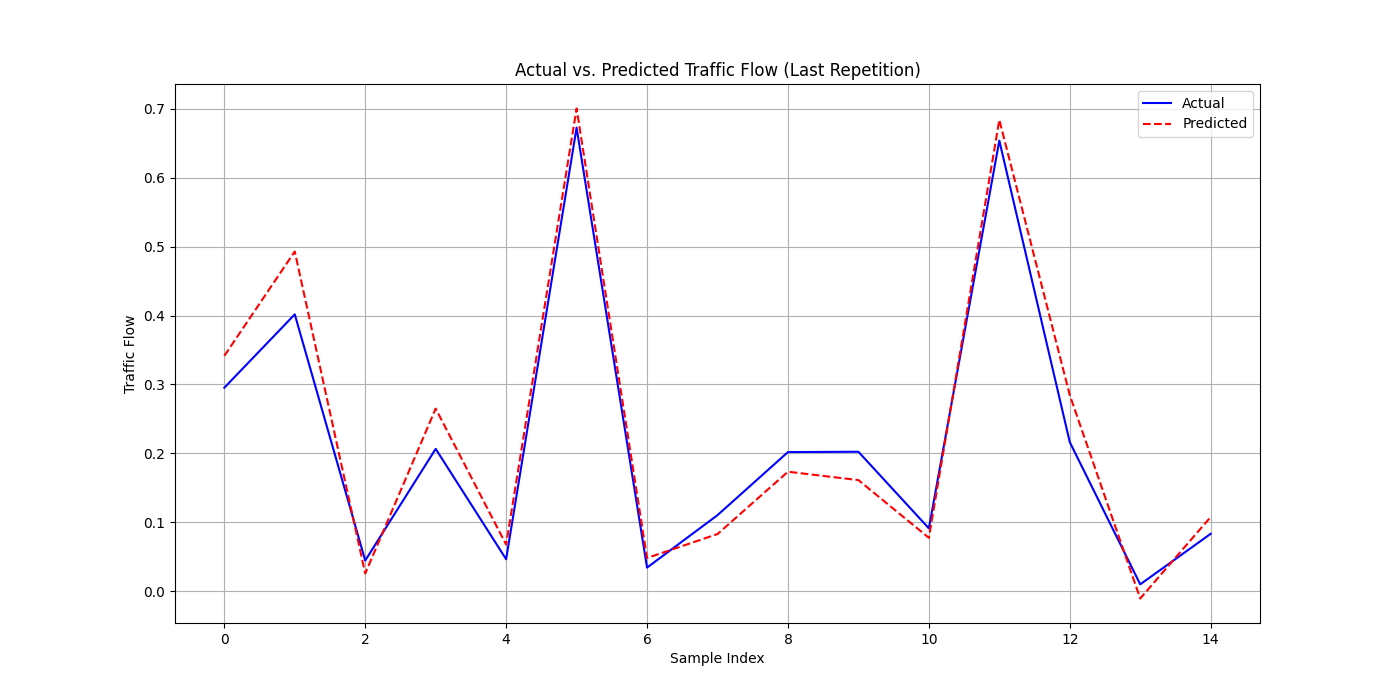 Actual vs. Predicted Traffic Flow (Last Repetition)
Actual
Predicted
0.7
0.6
0.5
0.4
0.3
0.2
0.1
0.0
Traffic Flow
0 2 4 6 8 10 12 14
Sample Index